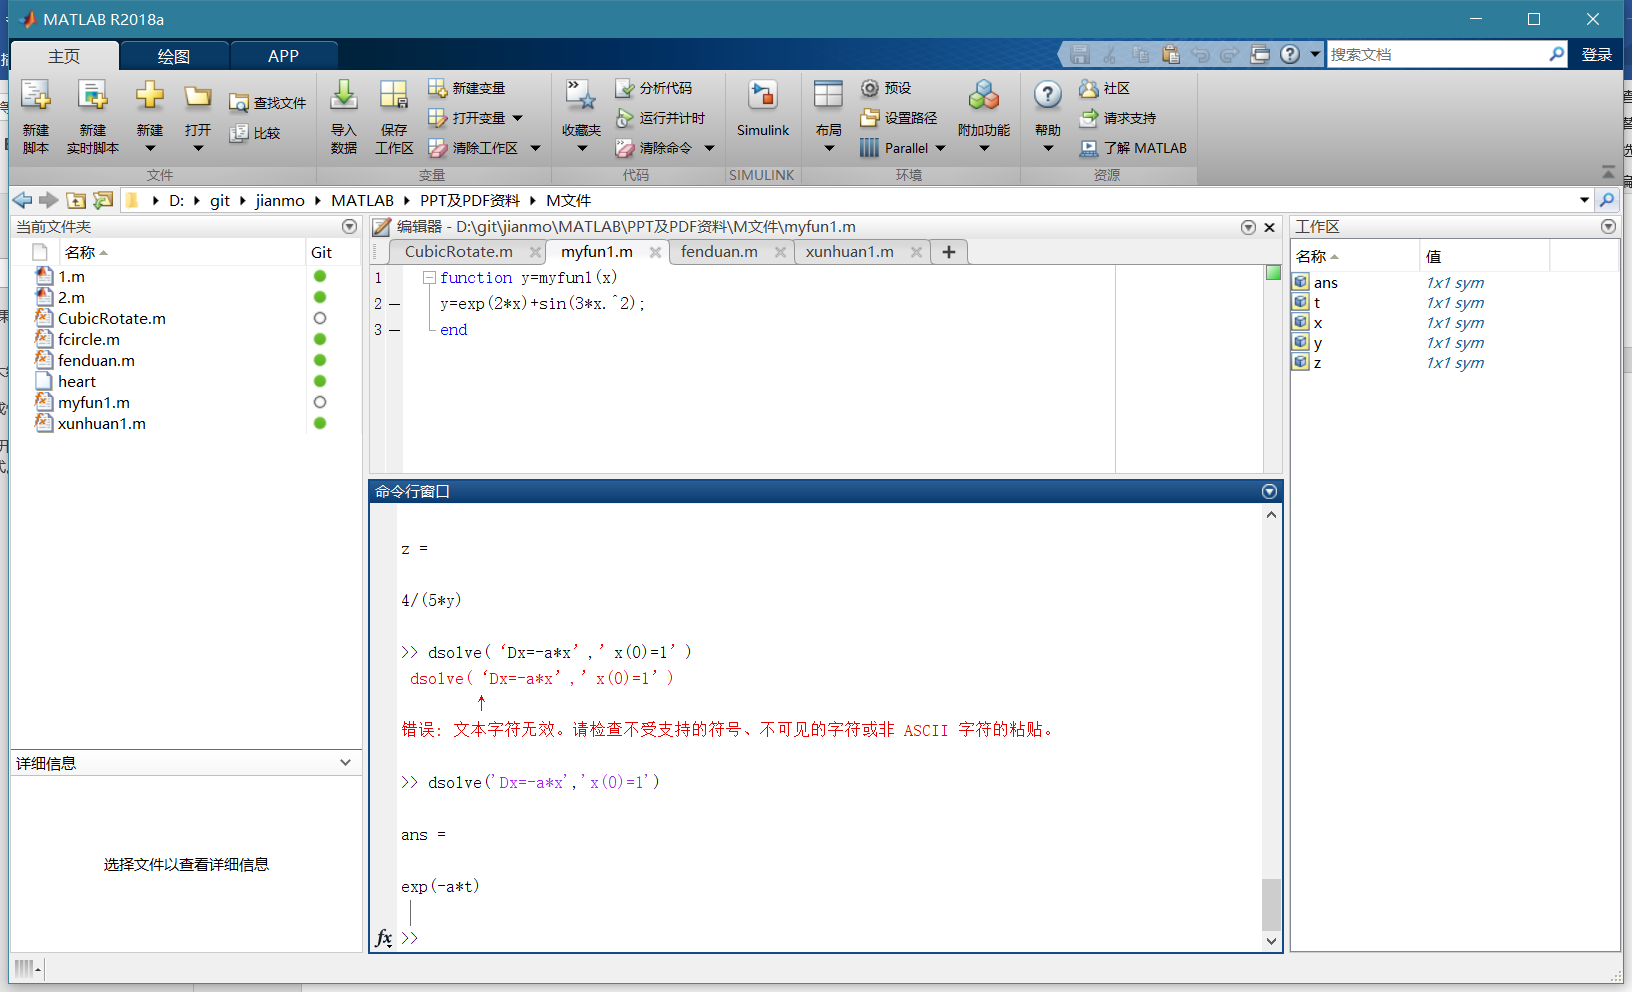 MATLAB R2018a
主页
绘图
APP
搜索文档
登录
新建
脚本
新建
实时脚本
新建
打开
查找文件
比较
导入
数据
保存
工作区
新建变量
打开变量
清除工作区
收藏夹
分析代码
运行并计时
清除命令
Simulink
布局
预设
设置路径
Parallel
附加功能
帮助
社区
请求支持
了解 MATLAB
文件
变量
代码
SIMULINK
环境
资源
D: git jianmo MATLAB PPT及PDF资料 M文件
当前文件夹
名称 Git
1.m
2.m
CubicRotate.m
fcircle.m
fenduan.m
heart
myfun1.m
xunhuan1.m
详细信息
选择文件以查看详细信息
编辑器 - D:\git\jianmo\MATLAB\PPT及PDF资料\M文件\myfun1.m
CubicRotate.m myfun1.m fenduan.m xunhuan1.m
1 function y=myfun1(x)
2 y=exp(2*x)+sin(3*x.^2);
3 end
命令行窗口
z =
4/(5*y)
>> dsolve(‘Dx=-a*x’,’x(0)=1’)
dsolve(‘Dx=-a*x’,’x(0)=1’)
↑
错误: 文本字符无效。请检查不受支持的符号、不可见的字符或非 ASCII 字符的粘贴。
>> dsolve('Dx=-a*x','x(0)=1')
ans =
exp(-a*t)
fx >>
工作区
名称 值
ans 1x1 sym
t 1x1 sym
x 1x1 sym
y 1x1 sym
z 1x1 sym